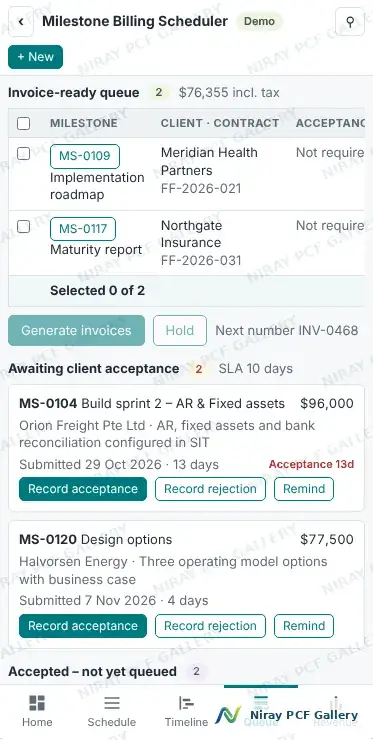 Milestone Billing Scheduler Demo
+ New
Invoice-ready queue 2 $76,355 incl. tax
MILESTONE CLIENT · CONTRACT ACCEPTANC
MS-0109
Implementation
roadmap
Meridian Health
Partners
FF-2026-021
Not require
MS-0117
Maturity report
Northgate
Insurance
FF-2026-031
Not require
Selected 0 of 2
Generate invoices Hold Next number INV-0468
Awaiting client acceptance 2 SLA 10 days
MS-0104 Build sprint 2 – AR & Fixed assets $96,000
Orion Freight Pte Ltd · AR, fixed assets and bank
reconciliation configured in SIT
Submitted 29 Oct 2026 · 13 days Acceptance 13d
Record acceptance Record rejection Remind
MS-0120 Design options $77,500
Halvorsen Energy · Three operating model options
with business case
Submitted 7 Nov 2026 · 4 days
Record acceptance Record rejection Remind
Accepted – not yet queued 2
Home Schedule Timeline Queue Revenue
Niray PCF Gallery
NIRAY PCF GALLERY